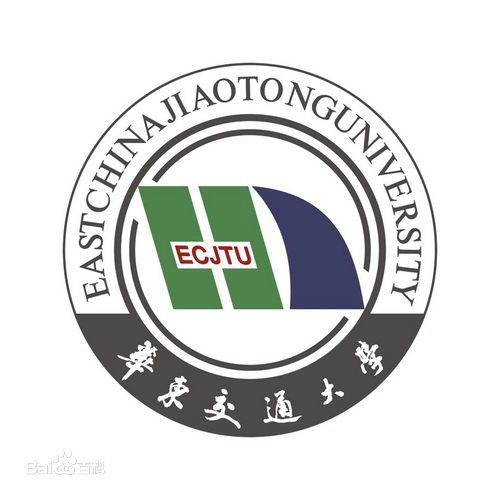 EASTCHINAJIAOTONGUNIVERSITY
ECJTU
華東交通大學
Bai百科